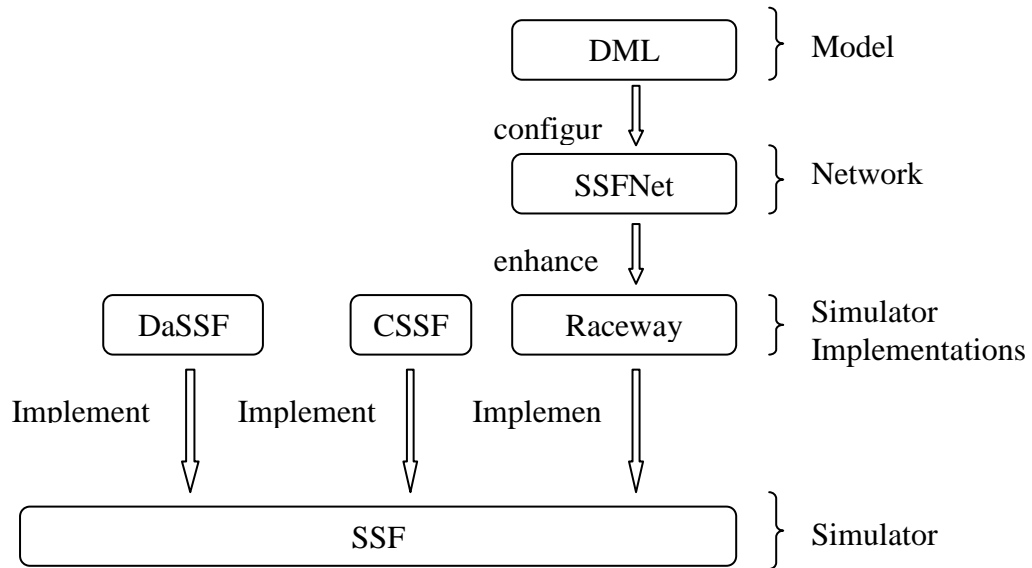 DML
Model
configur
SSFNet
Network
enhance
DaSSF
CSSF
Raceway
Simulator
Implementations
Implement
Implement
Implemen
SSF
Simulator